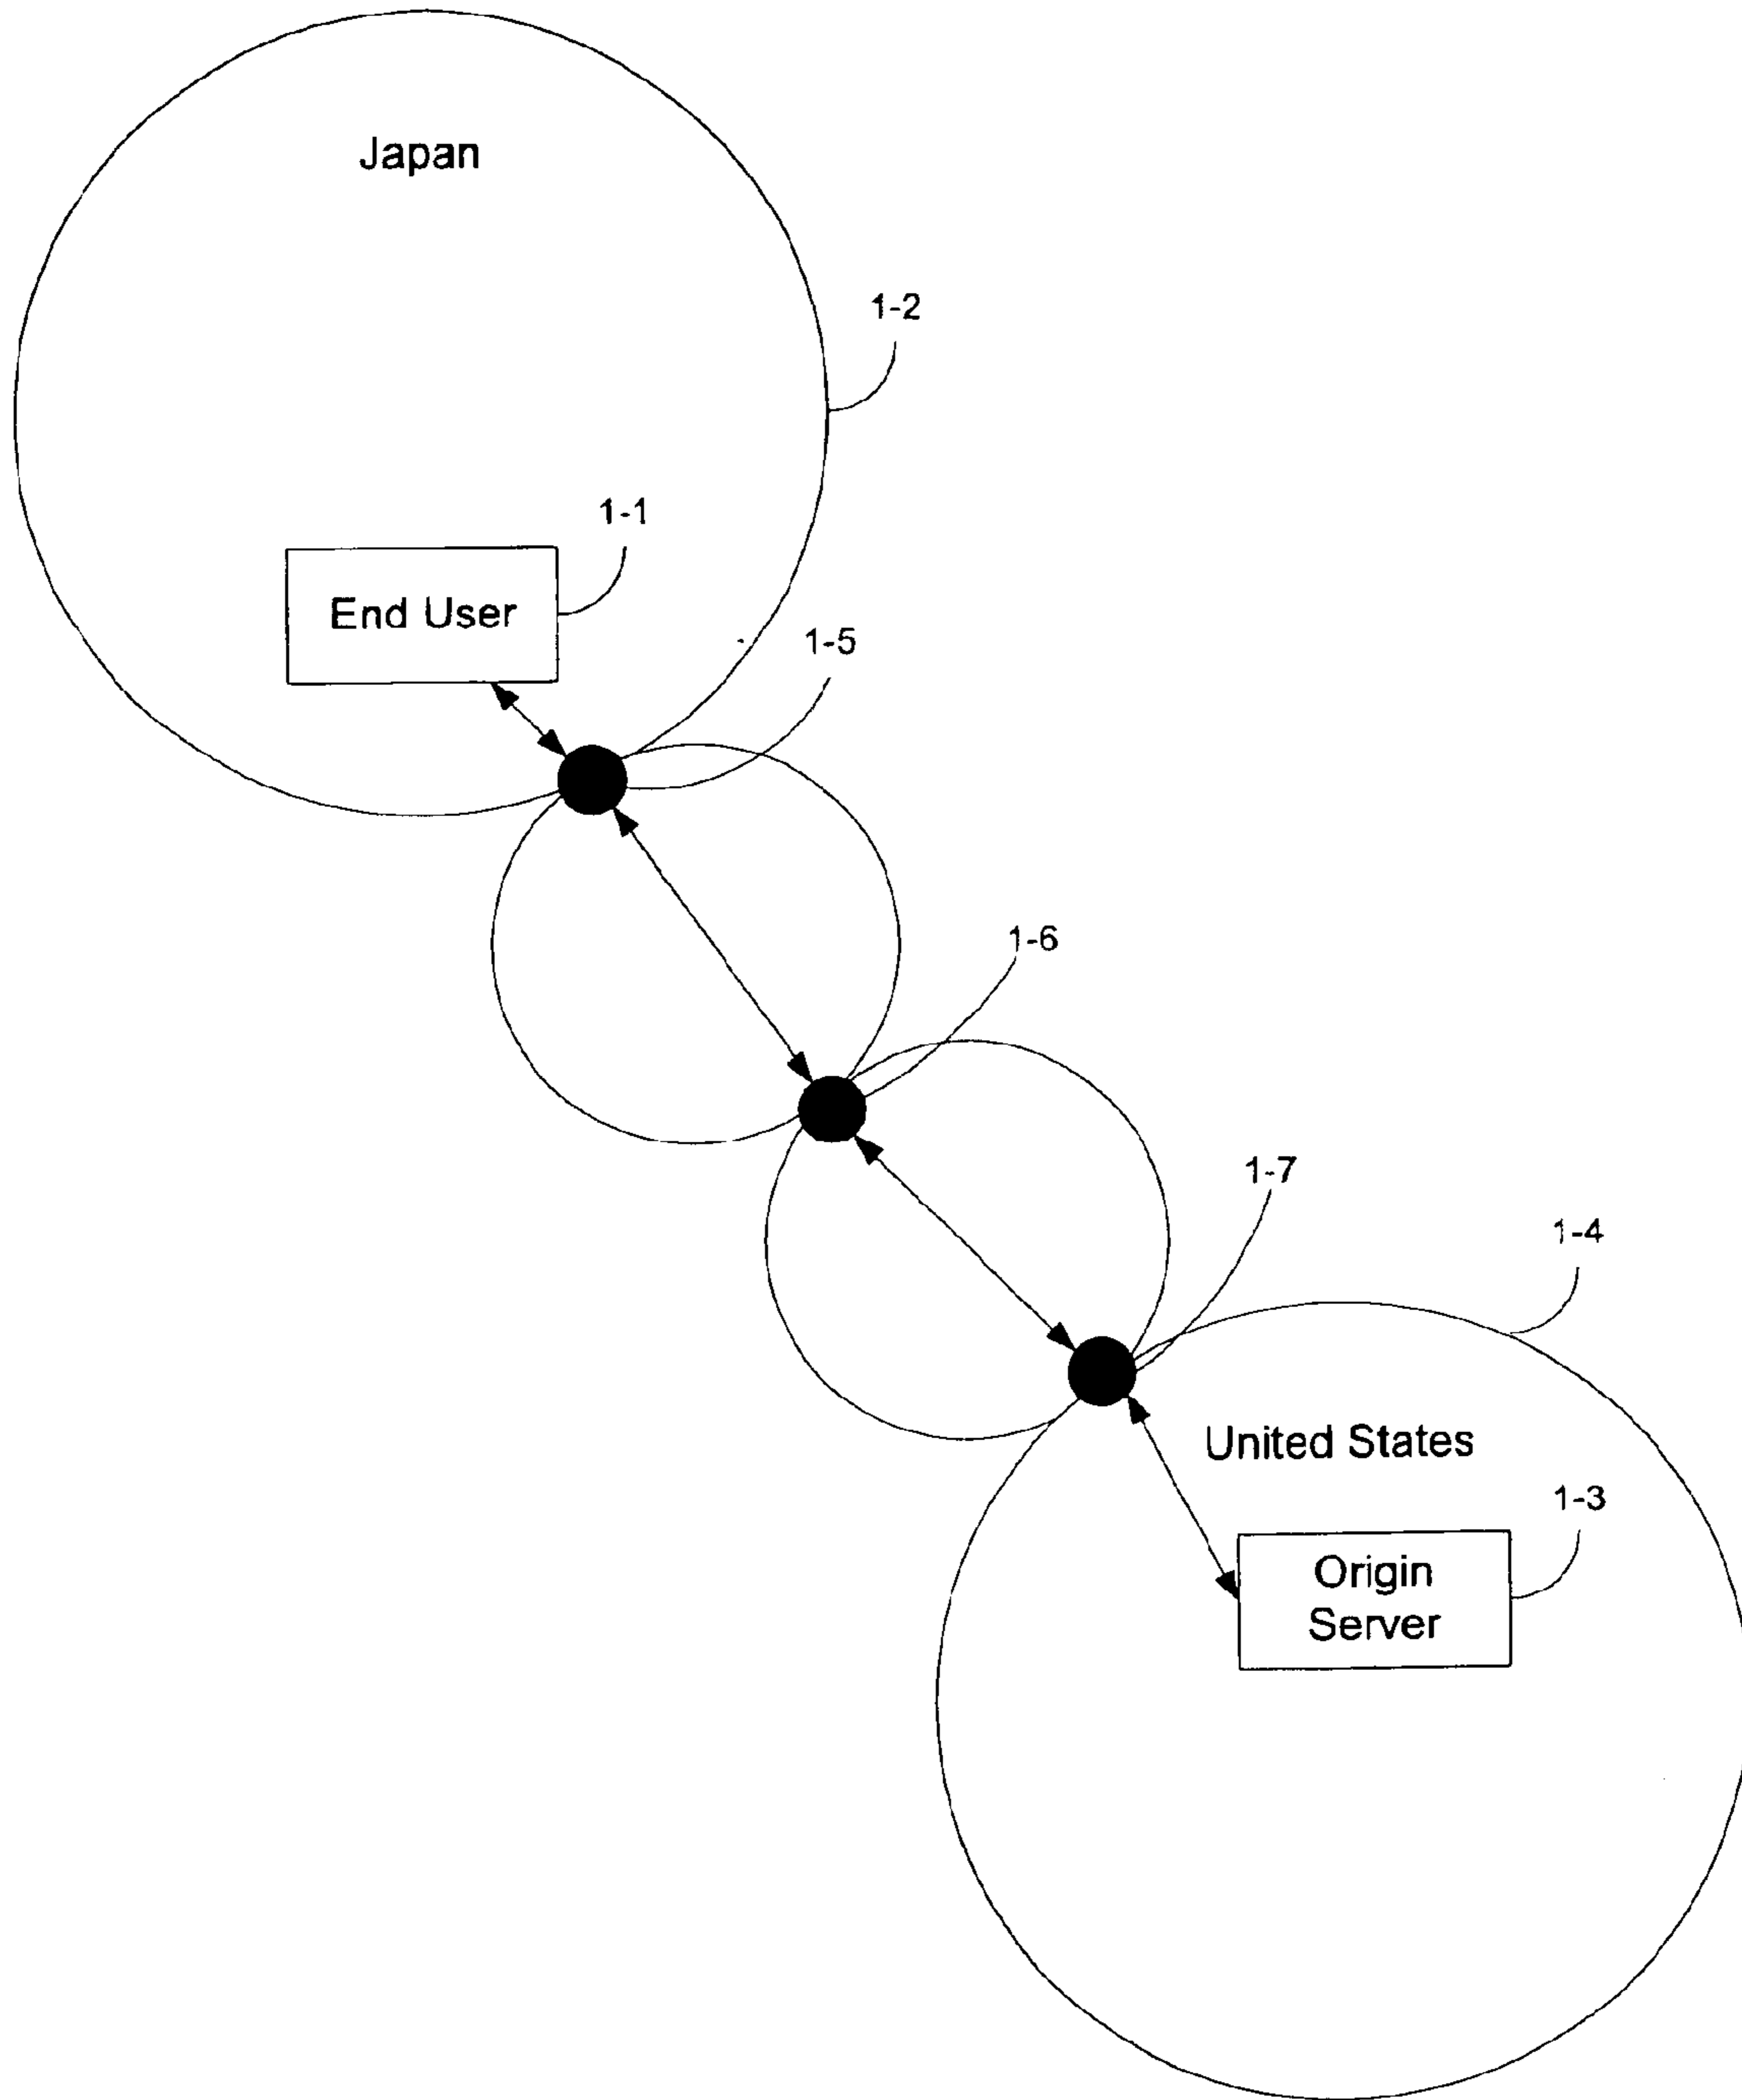 Japan
1-2
1-1
End User
1-5
1-6
1-7
1-4
United States
1-3
Origin
Server